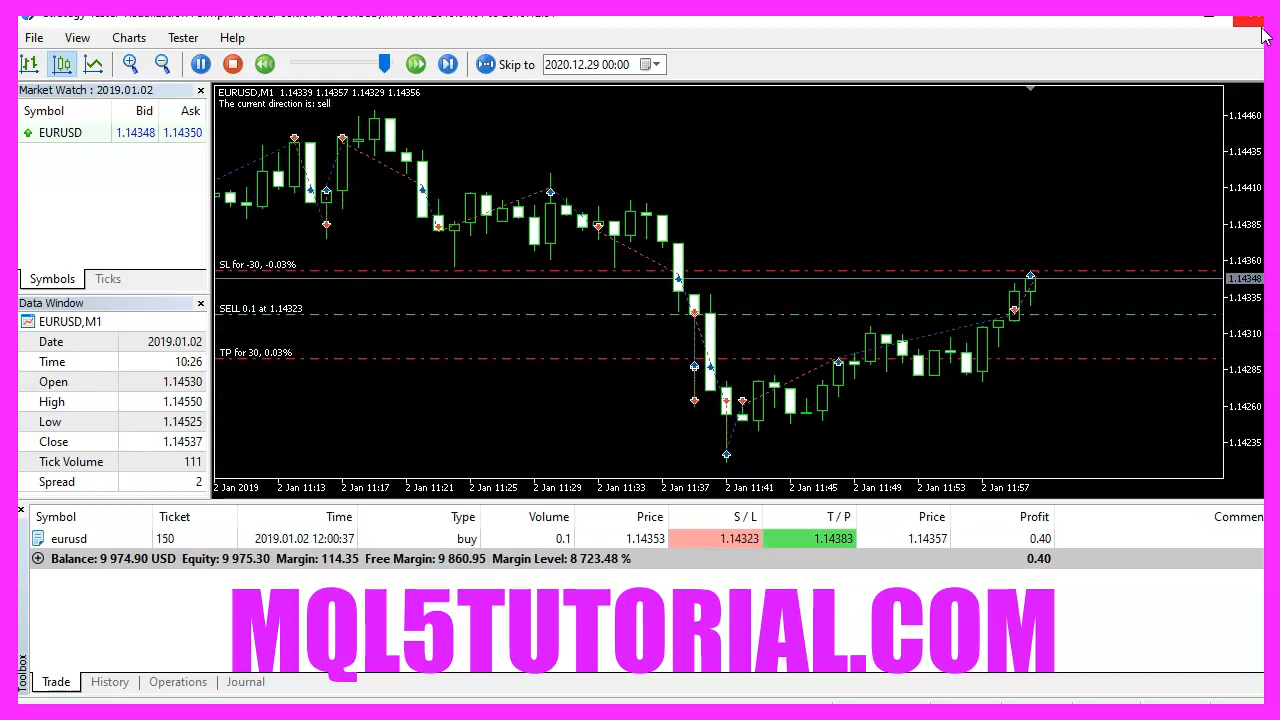 File View Charts Tester Help
Skip to 2020.12.29 00:00
Market Watch : 2019.01.02
Symbol Bid Ask
EURUSD 1.14348 1.14350
Symbols Ticks
Data Window
EURUSD,M1
Date 2019.01.02
Time 10:26
Open 1.14530
High 1.14550
Low 1.14525
Close 1.14537
Tick Volume 111
Spread 2
EURUSD,M1 1.14339 1.14357 1.14329 1.14356
The current direction is: sell
SL for -30, -0.03%
SELL 0.1 at 1.14323
TP for 30, 0.03%
1.14460
1.14435
1.14410
1.14385
1.14360
1.14348
1.14335
1.14310
1.14285
1.14260
1.14235
2 Jan 2019 2 Jan 11:13 2 Jan 11:17 2 Jan 11:21 2 Jan 11:25 2 Jan 11:29 2 Jan 11:33 2 Jan 11:37 2 Jan 11:41 2 Jan 11:45 2 Jan 11:49 2 Jan 11:53 2 Jan 11:57
Symbol Ticket Time Type Volume Price S / L T / P Price Profit Commen
eurusd 150 2019.01.02 12:00:37 buy 0.1 1.14353 1.14323 1.14383 1.14357 0.40
Balance: 9 974.90 USD Equity: 9 975.30 Margin: 114.35 Free Margin: 9 860.95 Margin Level: 8 723.48 % 0.40
MQL5TUTORIAL.COM
Toolbox
Trade History Operations Journal